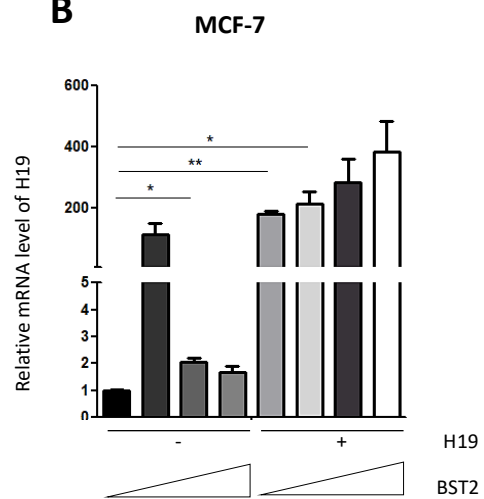 B
MCF-7
Relative mRNA level of H19
600
400
200
5
4
3
2
1
0
*
**
*
- + H19
BST2